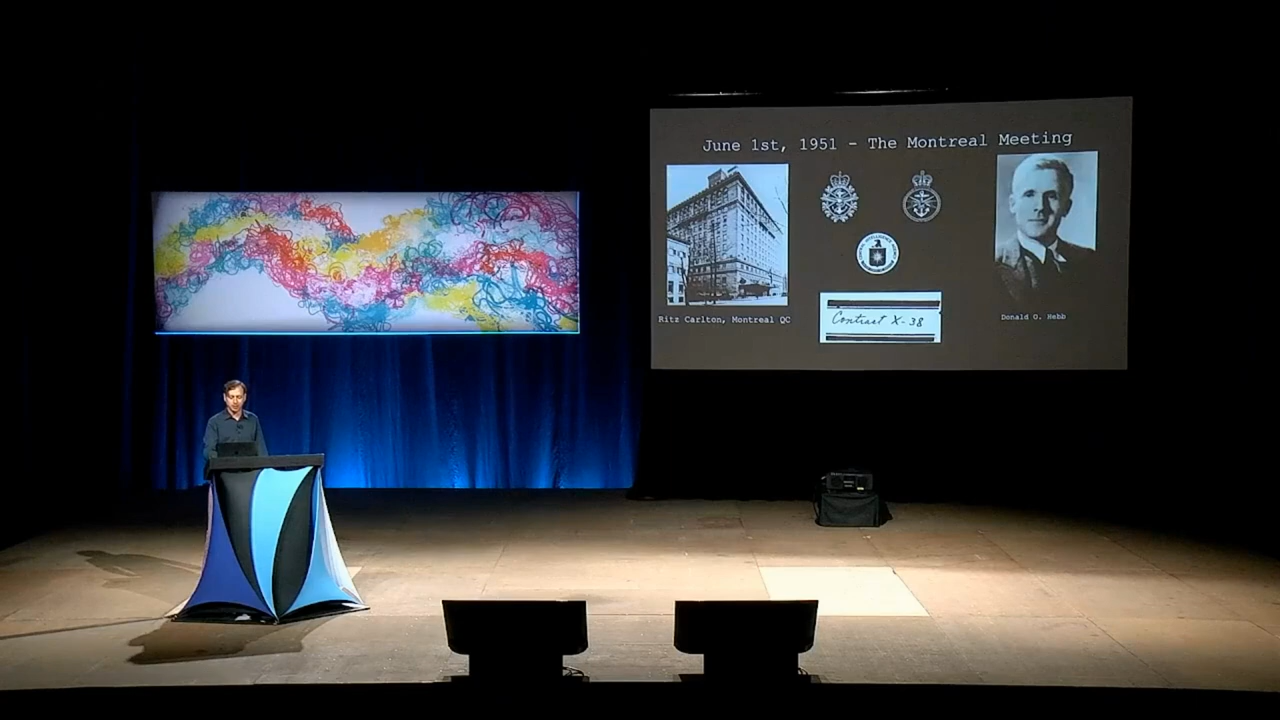 June 1st, 1951 - The Montreal Meeting
Ritz Carlton, Montreal QC
Contract X-38
Donald O. Hebb